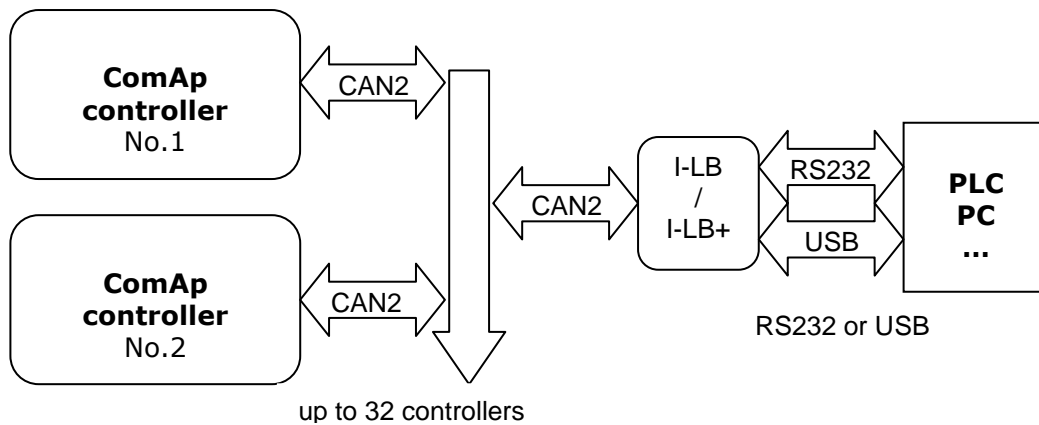 ComAp
controller
No.1
CAN2
ComAp
controller
No.2
CAN2
up to 32 controllers
CAN2
I-LB
/
I-LB+
RS232
USB
RS232 or USB
PLC
PC
...